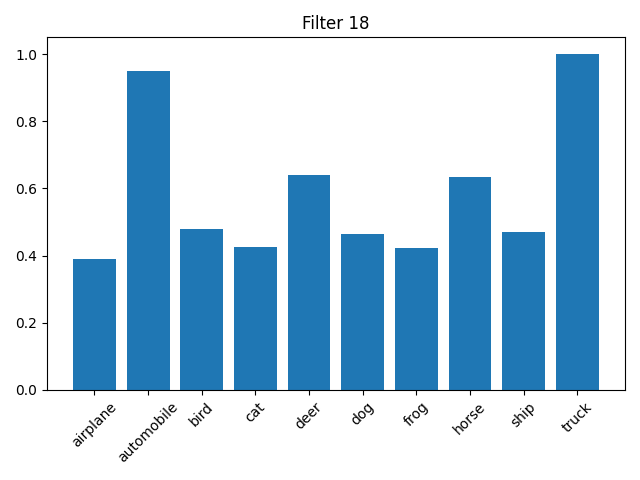 Filter 18
1.0
0.8
0.6
0.4
0.2
0.0
airplane
automobile
bird
cat
deer
dog
frog
horse
ship
truck